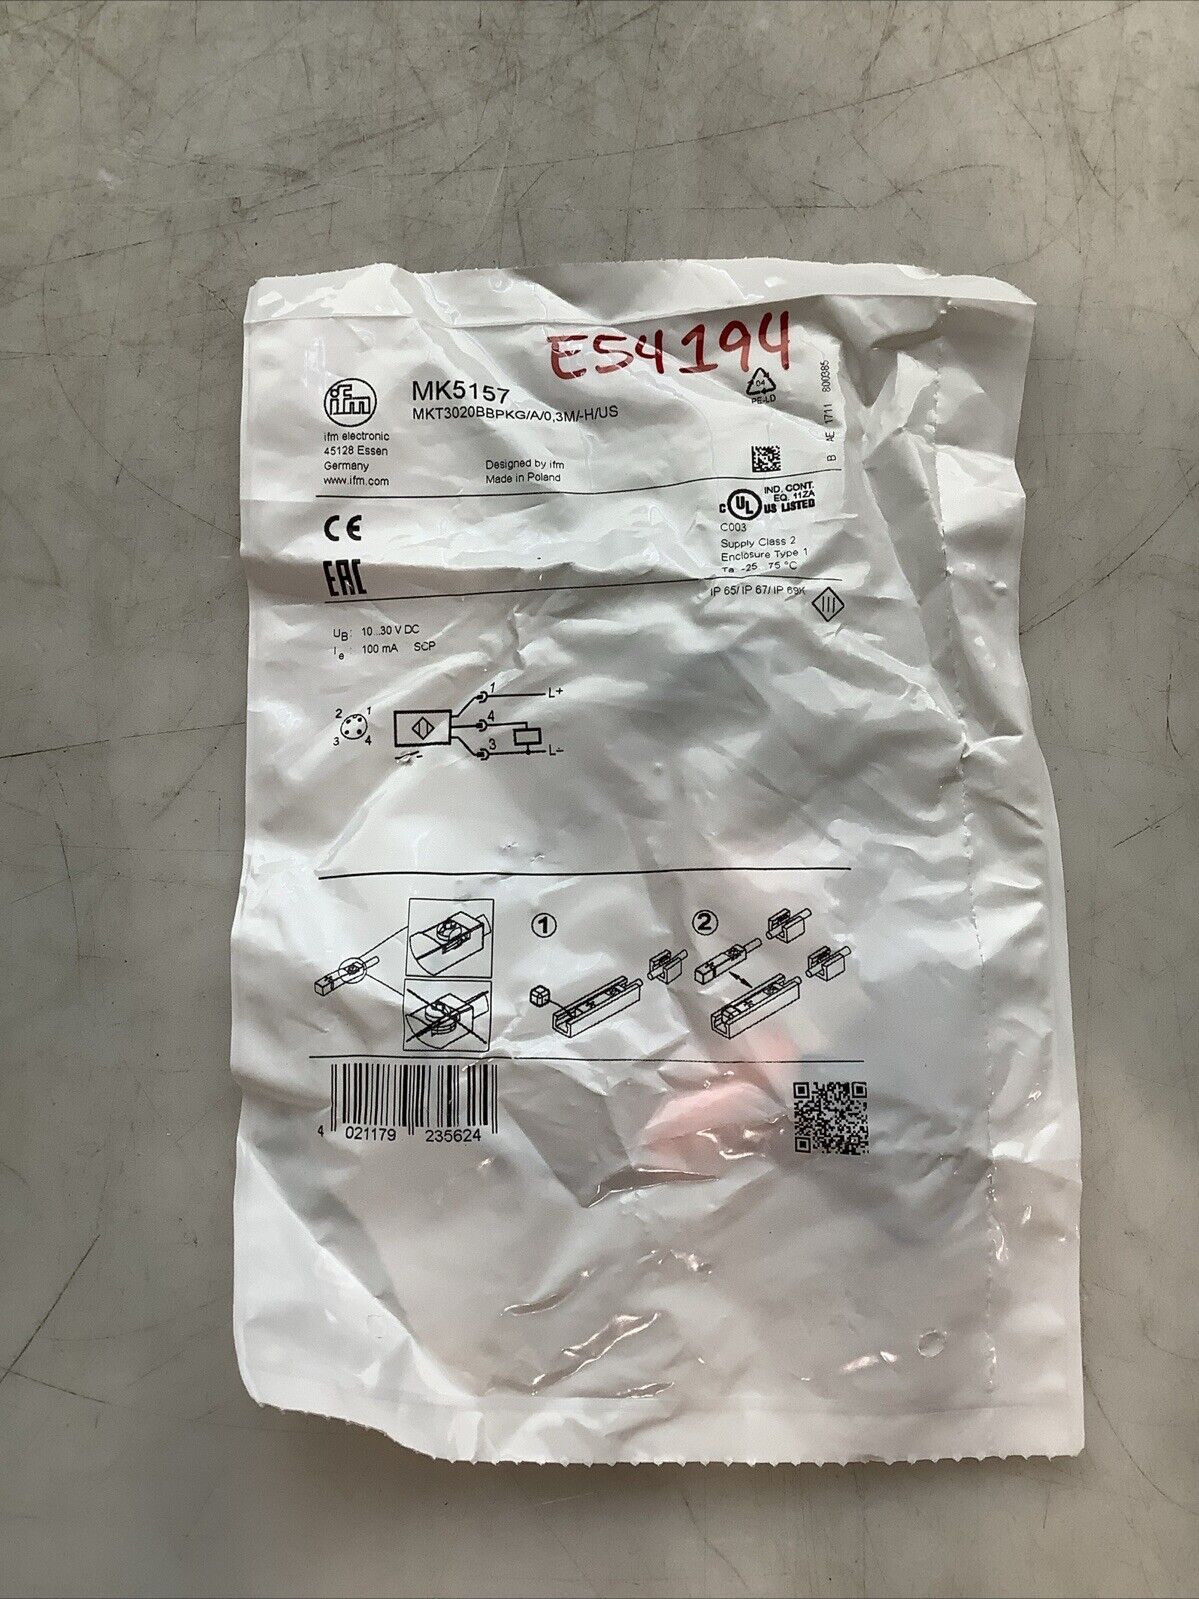 E54194
ifm
MK5157
MKT3020BBPKG/A/0,3M/-H/US
04
PE-LD
B AE 1711 800385
ifm electronic
45128 Essen
Germany
www.ifm.com
Designed by ifm
Made in Poland
CE
EAC
c UL US LISTED
IND. CONT.
EQ. 11ZA
C003
Supply Class 2
Enclosure Type 1
Ta -25...75 °C
IP 65/ IP 67/ IP 69K
UB: 10...30 V DC
Ie : 100 mA SCP
1 L+
2 1
4
3 4
3 L-
1
2
4 021179 235624